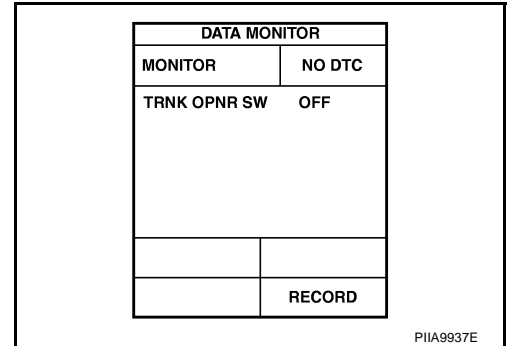 DATA MONITOR
MONITOR NO DTC
TRNK OPNR SW OFF
RECORD
PIIA9937E